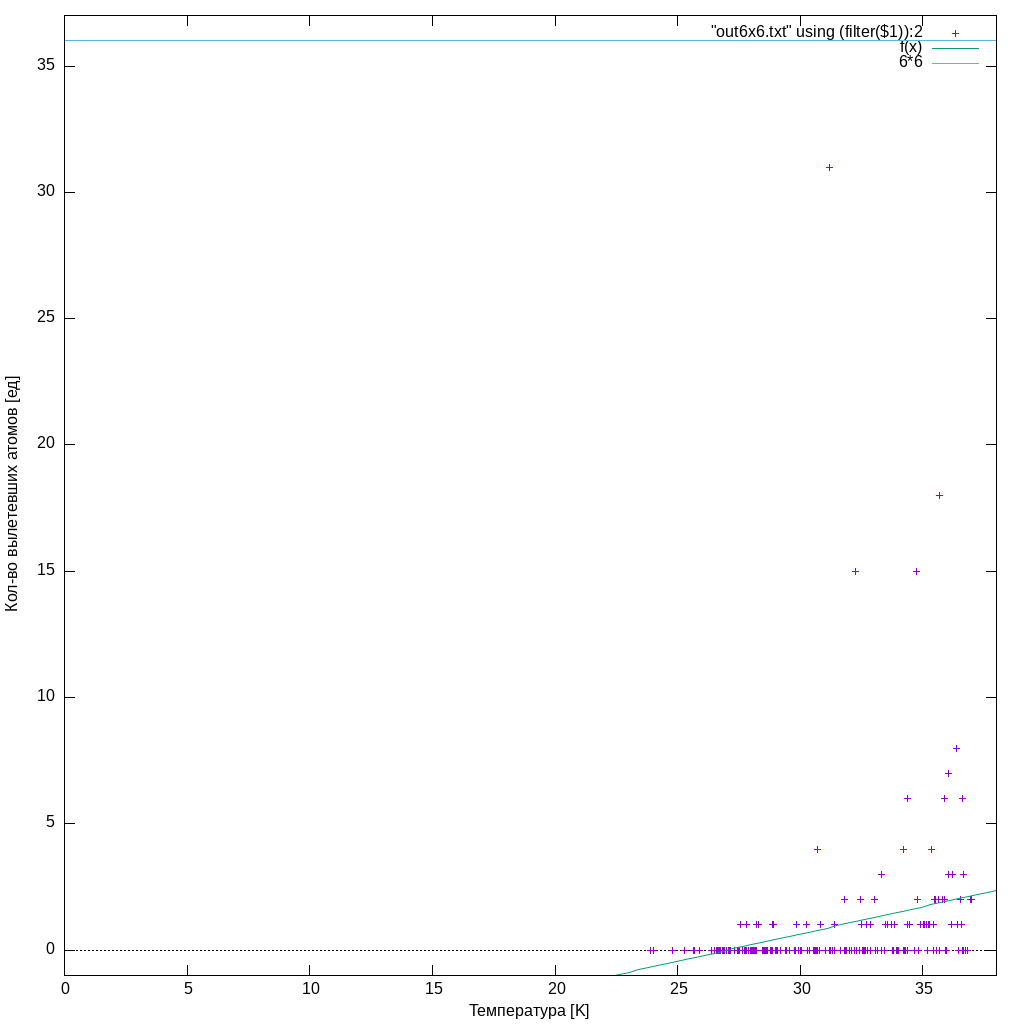 "out6x6.txt" using (filter($1)):2
f(x)
6*6
35
30
25
20
15
10
5
0
Кол-во вылетевших атомов [ед]
0 5 10 15 20 25 30 35
Температура [K]